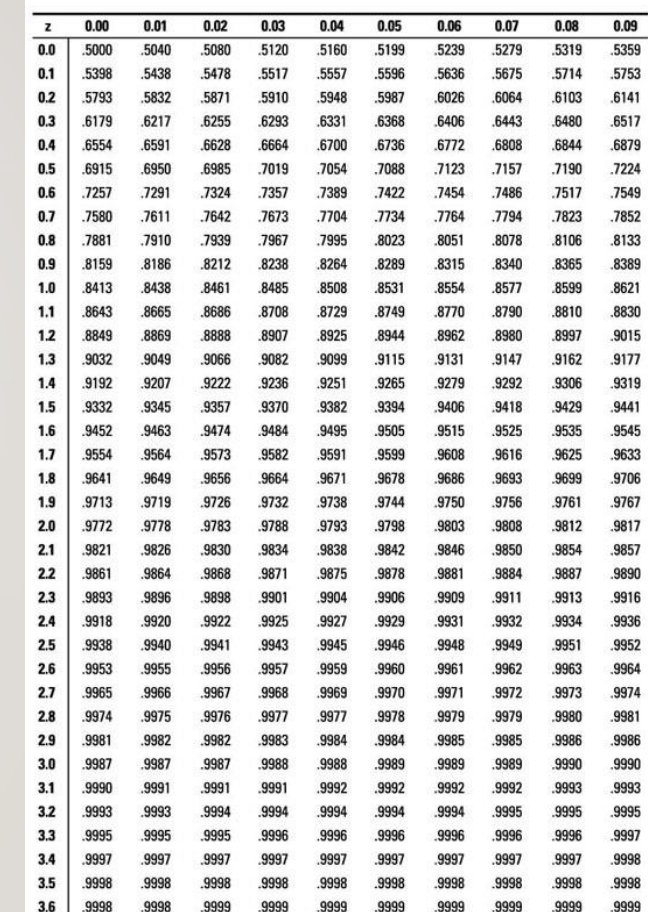 z 0.00 0.01 0.02 0.03 0.04 0.05 0.06 0.07 0.08 0.09
0.0 .5000 .5040 .5080 .5120 .5160 .5199 .5239 .5279 .5319 .5359
0.1 .5398 .5438 .5478 .5517 .5557 .5596 .5636 .5675 .5714 .5753
0.2 .5793 .5832 .5871 .5910 .5948 .5987 .6026 .6064 .6103 .6141
0.3 .6179 .6217 .6255 .6293 .6331 .6368 .6406 .6443 .6480 .6517
0.4 .6554 .6591 .6628 .6664 .6700 .6736 .6772 .6808 .6844 .6879
0.5 .6915 .6950 .6985 .7019 .7054 .7088 .7123 .7157 .7190 .7224
0.6 .7257 .7291 .7324 .7357 .7389 .7422 .7454 .7486 .7517 .7549
0.7 .7580 .7611 .7642 .7673 .7704 .7734 .7764 .7794 .7823 .7852
0.8 .7881 .7910 .7939 .7967 .7995 .8023 .8051 .8078 .8106 .8133
0.9 .8159 .8186 .8212 .8238 .8264 .8289 .8315 .8340 .8365 .8389
1.0 .8413 .8438 .8461 .8485 .8508 .8531 .8554 .8577 .8599 .8621
1.1 .8643 .8665 .8686 .8708 .8729 .8749 .8770 .8790 .8810 .8830
1.2 .8849 .8869 .8888 .8907 .8925 .8944 .8962 .8980 .8997 .9015
1.3 .9032 .9049 .9066 .9082 .9099 .9115 .9131 .9147 .9162 .9177
1.4 .9192 .9207 .9222 .9236 .9251 .9265 .9279 .9292 .9306 .9319
1.5 .9332 .9345 .9357 .9370 .9382 .9394 .9406 .9418 .9429 .9441
1.6 .9452 .9463 .9474 .9484 .9495 .9505 .9515 .9525 .9535 .9545
1.7 .9554 .9564 .9573 .9582 .9591 .9599 .9608 .9616 .9625 .9633
1.8 .9641 .9649 .9656 .9664 .9671 .9678 .9686 .9693 .9699 .9706
1.9 .9713 .9719 .9726 .9732 .9738 .9744 .9750 .9756 .9761 .9767
2.0 .9772 .9778 .9783 .9788 .9793 .9798 .9803 .9808 .9812 .9817
2.1 .9821 .9826 .9830 .9834 .9838 .9842 .9846 .9850 .9854 .9857
2.2 .9861 .9864 .9868 .9871 .9875 .9878 .9881 .9884 .9887 .9890
2.3 .9893 .9896 .9898 .9901 .9904 .9906 .9909 .9911 .9913 .9916
2.4 .9918 .9920 .9922 .9925 .9927 .9929 .9931 .9932 .9934 .9936
2.5 .9938 .9940 .9941 .9943 .9945 .9946 .9948 .9949 .9951 .9952
2.6 .9953 .9955 .9956 .9957 .9959 .9960 .9961 .9962 .9963 .9964
2.7 .9965 .9966 .9967 .9968 .9969 .9970 .9971 .9972 .9973 .9974
2.8 .9974 .9975 .9976 .9977 .9977 .9978 .9979 .9979 .9980 .9981
2.9 .9981 .9982 .9982 .9983 .9984 .9984 .9985 .9985 .9986 .9986
3.0 .9987 .9987 .9987 .9988 .9988 .9989 .9989 .9989 .9990 .9990
3.1 .9990 .9991 .9991 .9991 .9992 .9992 .9992 .9992 .9993 .9993
3.2 .9993 .9993 .9994 .9994 .9994 .9994 .9994 .9995 .9995 .9995
3.3 .9995 .9995 .9995 .9996 .9996 .9996 .9996 .9996 .9996 .9997
3.4 .9997 .9997 .9997 .9997 .9997 .9997 .9997 .9997 .9997 .9998
3.5 .9998 .9998 .9998 .9998 .9998 .9998 .9998 .9998 .9998 .9998
3.6 .9998 .9998 .9999 .9999 .9999 .9999 .9999 .9999 .9999 .9999